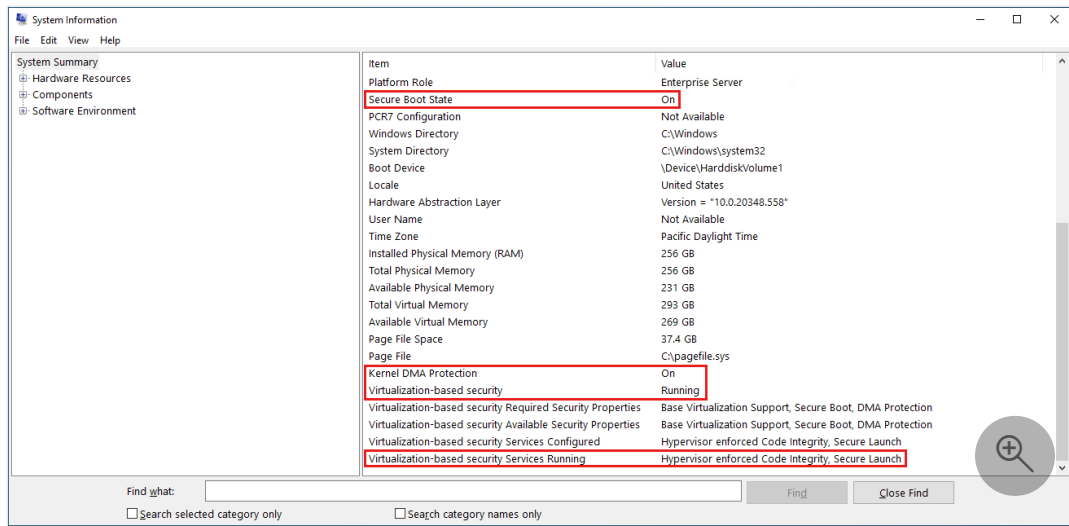 System Information
File Edit View Help
System Summary
Hardware Resources
Components
Software Environment
Item Value
Platform Role Enterprise Server
Secure Boot State On
PCR7 Configuration Not Available
Windows Directory C:\Windows
System Directory C:\Windows\system32
Boot Device \Device\HarddiskVolume1
Locale United States
Hardware Abstraction Layer Version = "10.0.20348.558"
User Name Not Available
Time Zone Pacific Daylight Time
Installed Physical Memory (RAM) 256 GB
Total Physical Memory 256 GB
Available Physical Memory 231 GB
Total Virtual Memory 293 GB
Available Virtual Memory 269 GB
Page File Space 37.4 GB
Page File C:\pagefile.sys
Kernel DMA Protection On
Virtualization-based security Running
Virtualization-based security Required Security Properties Base Virtualization Support, Secure Boot, DMA Protection
Virtualization-based security Available Security Properties Base Virtualization Support, Secure Boot, DMA Protection
Virtualization-based security Services Configured Hypervisor enforced Code Integrity, Secure Launch
Virtualization-based security Services Running Hypervisor enforced Code Integrity, Secure Launch
Find what: Find Close Find
Search selected category only Search category names only